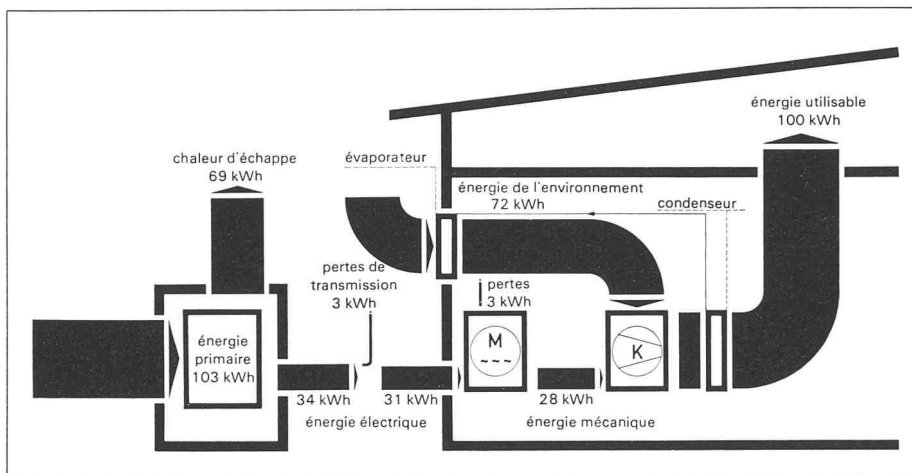 énergie utilisable
100 kWh
chaleur d'échappe
69 kWh
évaporateur
énergie de l'environnement
72 kWh
condenseur
pertes de
transmission
3 kWh
pertes
3 kWh
énergie
primaire
103 kWh
M
~~~
K
34 kWh
31 kWh
28 kWh
énergie électrique
énergie mécanique